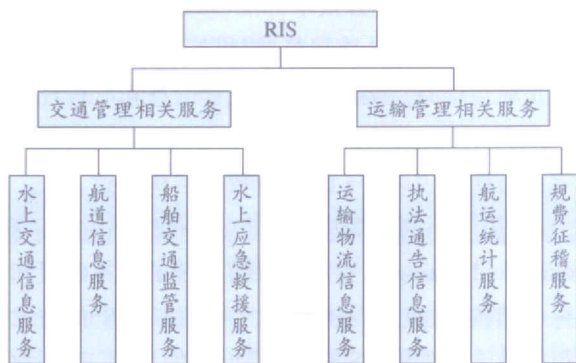 RIS
交通管理相关服务
运输管理相关服务
水上交通信息服务
航道信息服务
船舶交通监管服务
水上应急救援服务
运输物流信息服务
执法通告信息服务
航运统计服务
规费征稽服务